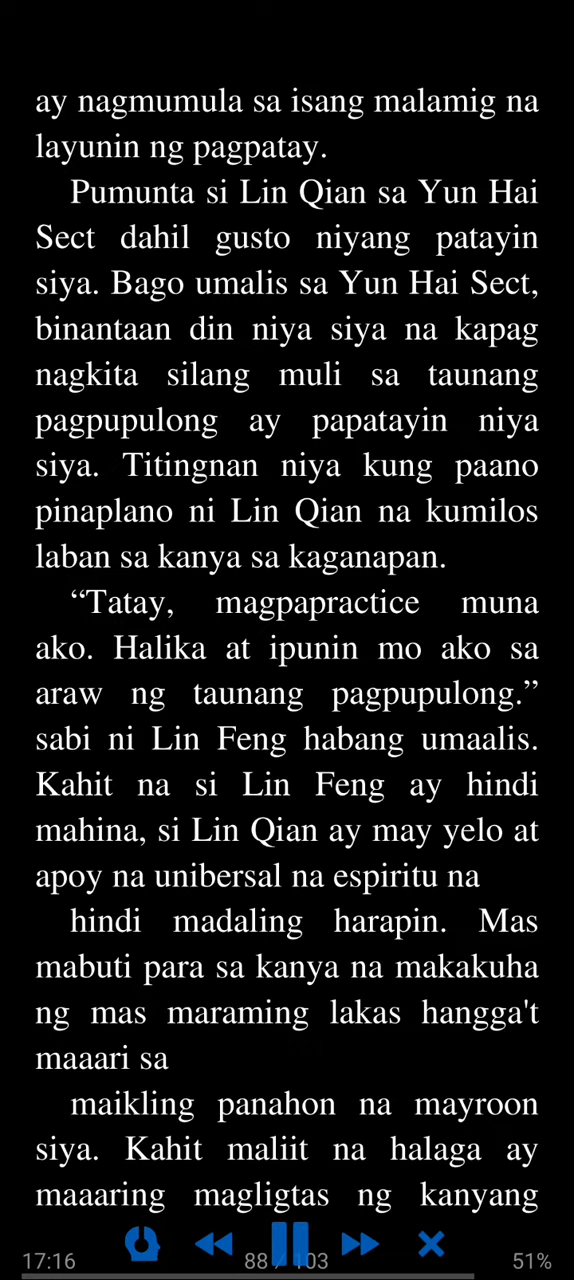 ay nagmumula sa isang malamig na
layunin ng pagpatay.
Pumunta si Lin Qian sa Yun Hai
Sect dahil gusto niyang patayin
siya. Bago umalis sa Yun Hai Sect,
binantaan din niya siya na kapag
nagkita silang muli sa taunang
pagpupulong ay papatayin niya
siya. Titingnan niya kung paano
pinaplano ni Lin Qian na kumilos
laban sa kanya sa kaganapan.
“Tatay, magpapractice muna
ako. Halika at ipunin mo ako sa
araw ng taunang pagpupulong.”
sabi ni Lin Feng habang umaalis.
Kahit na si Lin Feng ay hindi
mahina, si Lin Qian ay may yelo at
apoy na unibersal na espiritu na
hindi madaling harapin. Mas
mabuti para sa kanya na makakuha
ng mas maraming lakas hangga't
maaari sa
maikling panahon na mayroon
siya. Kahit maliit na halaga ay
maaaring magligtas ng kanyang
17:16 88 / 103 51%